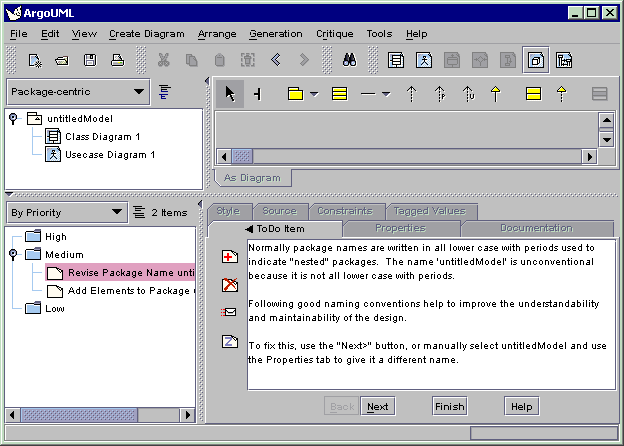 ArgoUML
File Edit View Create Diagram Arrange Generation Critique Tools Help
Package-centric
untitledModel
Class Diagram 1
Usecase Diagram 1
As Diagram
By Priority
2 Items
High
Medium
Revise Package Name unti
Add Elements to Package
Low
Style Source Constraints Tagged Values
ToDo Item Properties Documentation
Normally package names are written in all lower case with periods used to
indicate "nested" packages. The name 'untitledModel' is unconventional
because it is not all lower case with periods.
Following good naming conventions help to improve the understandability
and maintainability of the design.
To fix this, use the "Next>" button, or manually select untitledModel and use
the Properties tab to give it a different name.
Back Next Finish Help